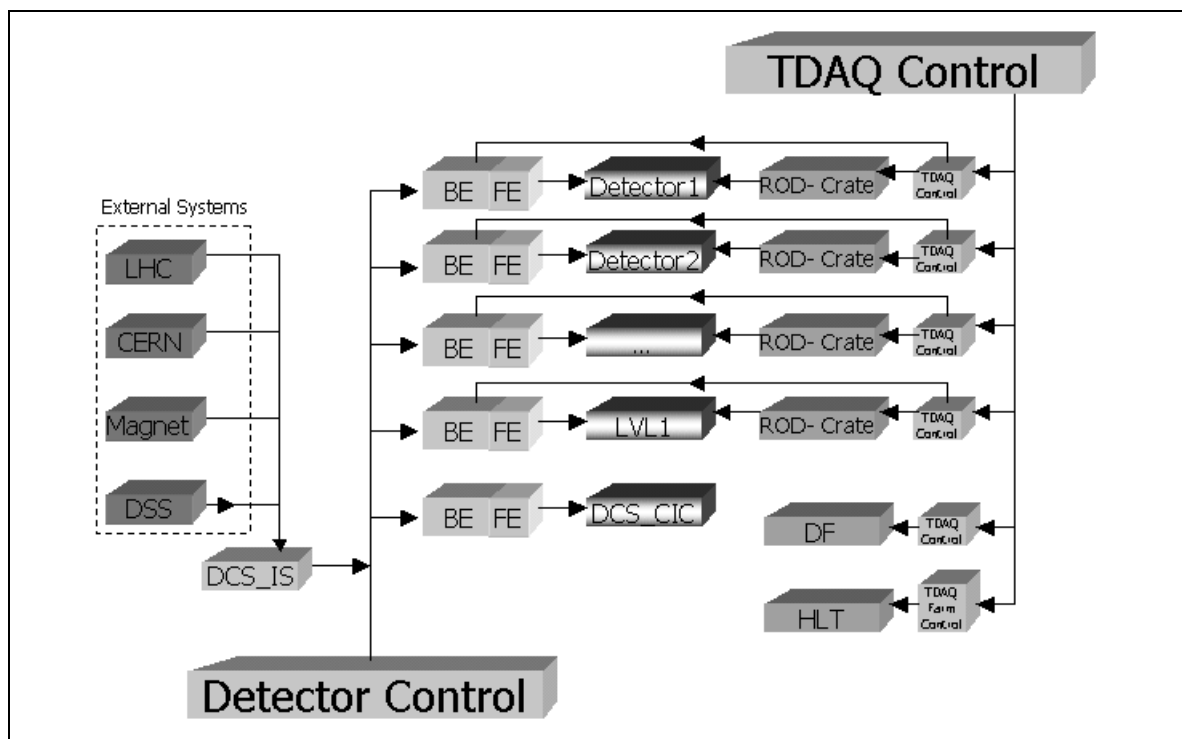 TDAQ Control
BE FE Detector1 ROD- Crate TDAQ
Control
External Systems
LHC
BE FE Detector2 ROD- Crate TDAQ
Control
CERN
BE FE ... ROD- Crate TDAQ
Control
Magnet
BE FE LVL1 ROD- Crate TDAQ
Control
DSS
BE FE DCS_CIC
DF TDAQ
Control
DCS_IS
HLT TDAQ
Farm
Control
Detector Control